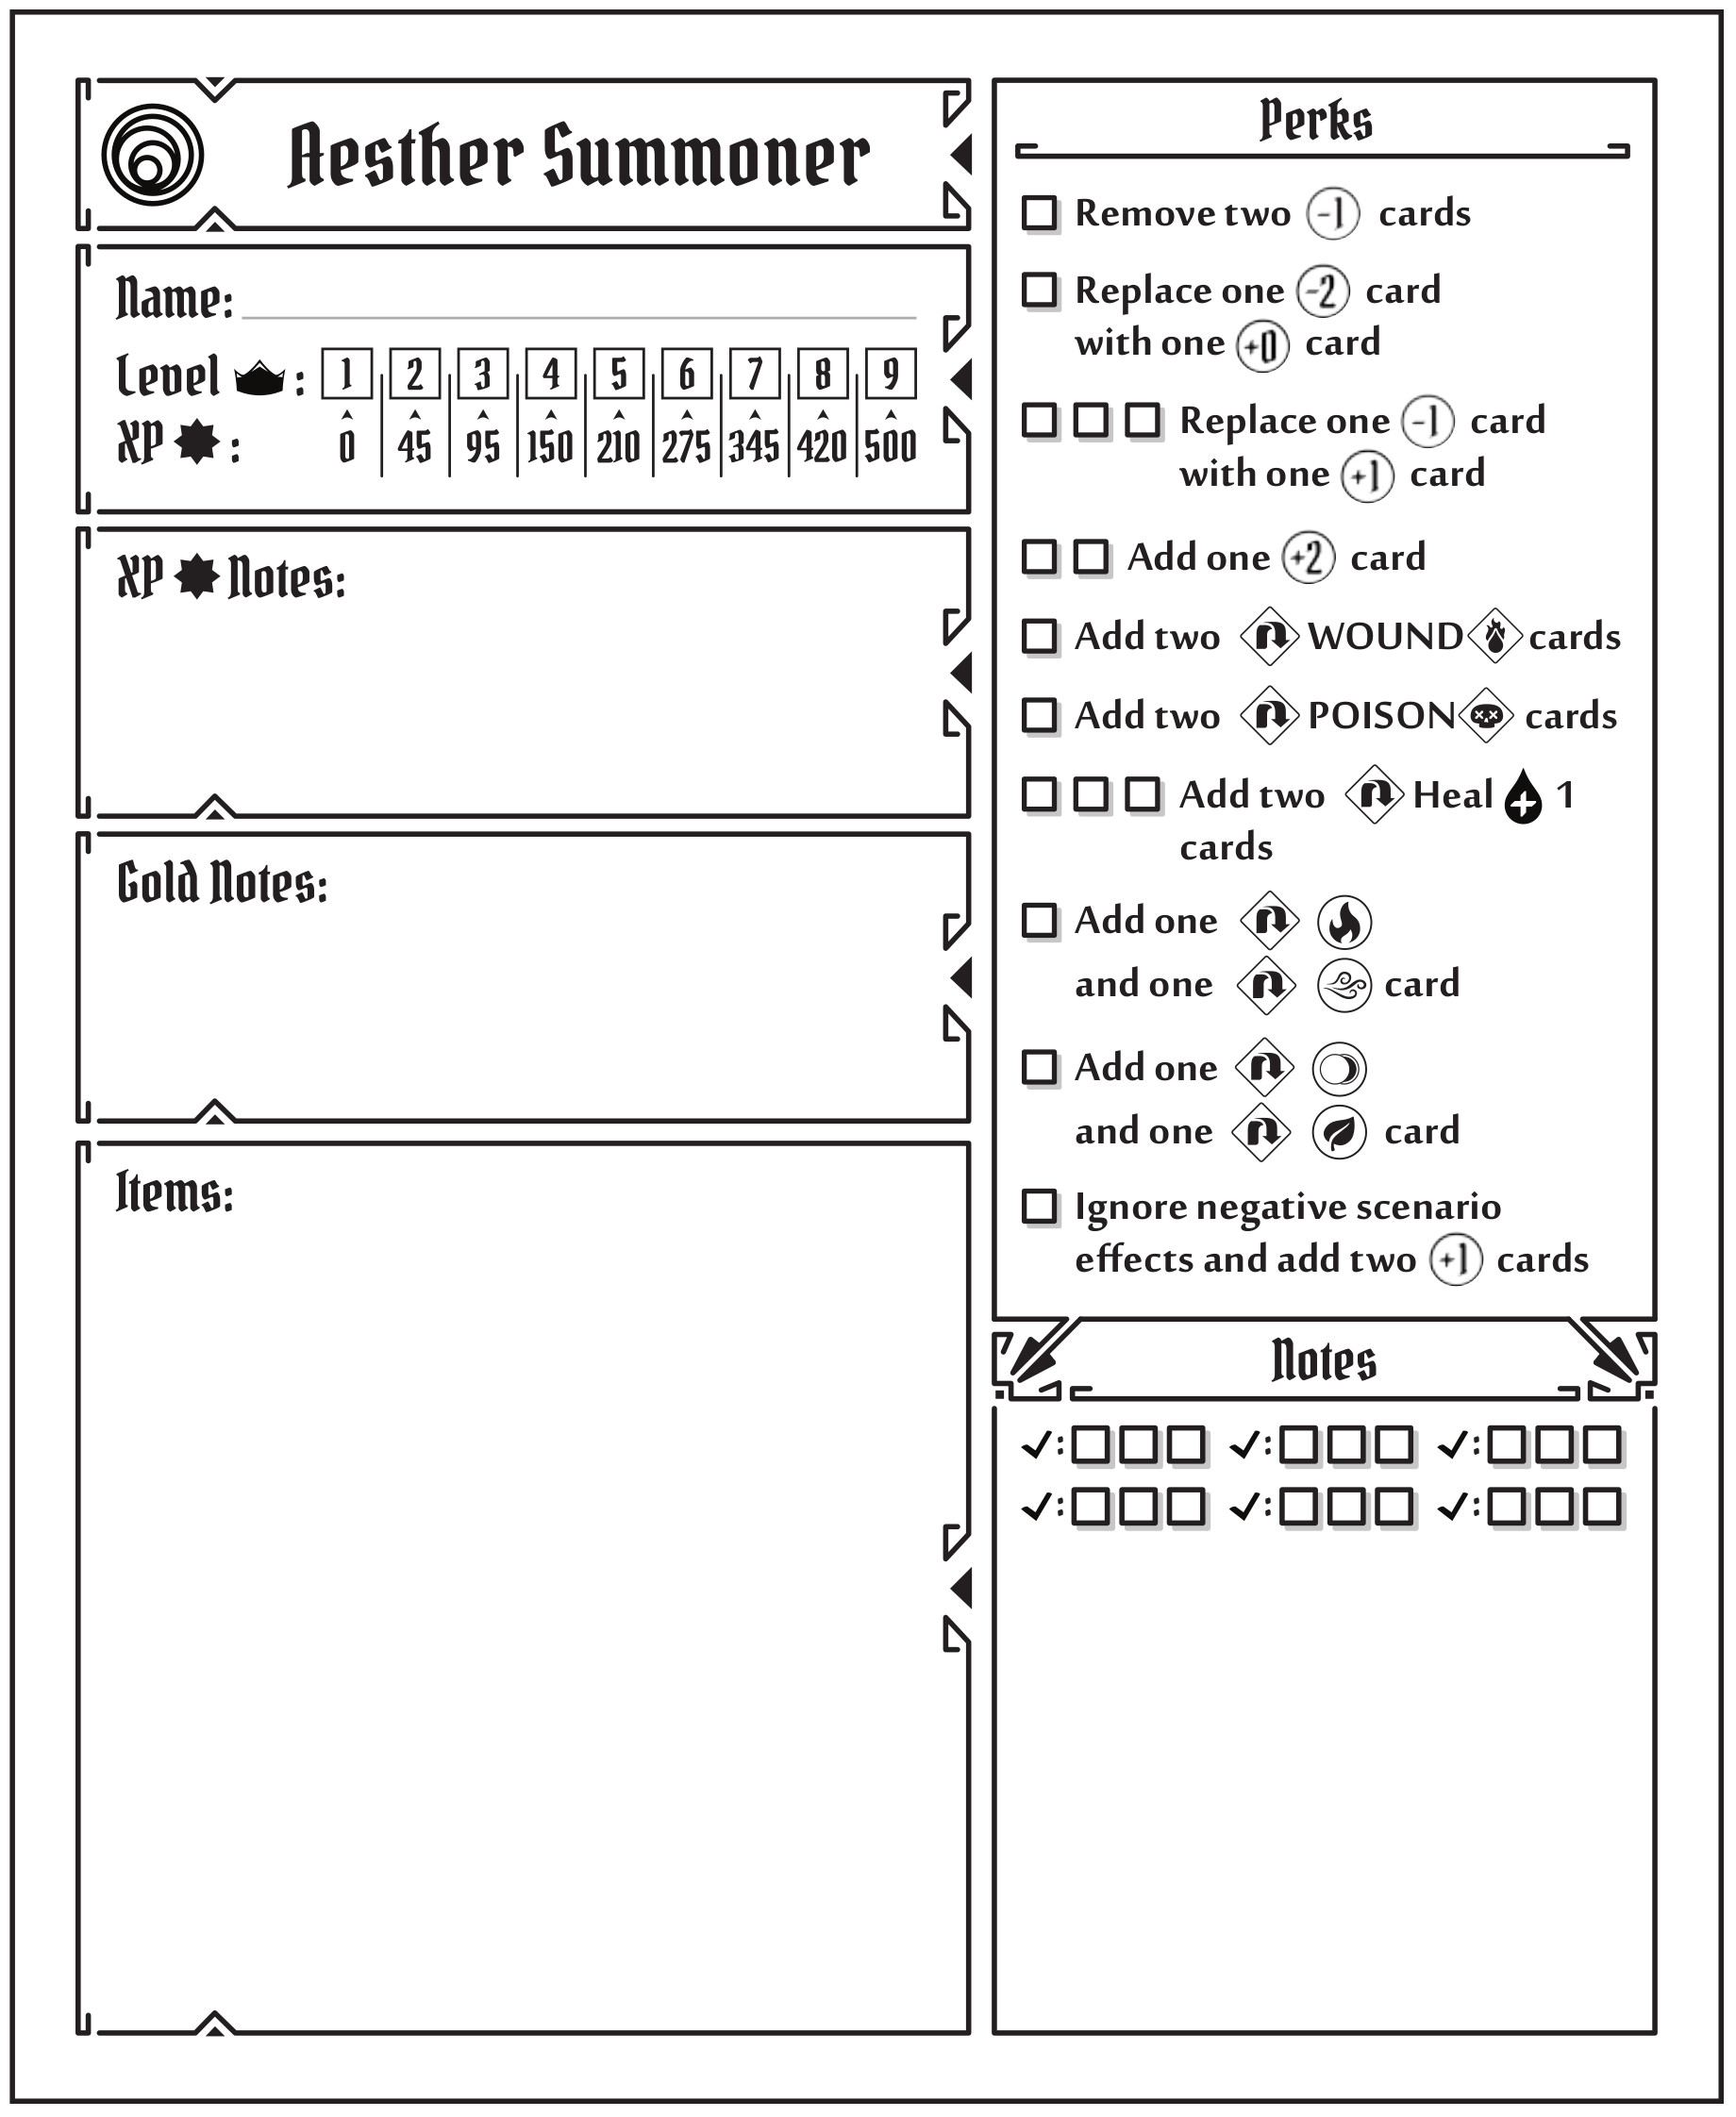 Aesther Summoner
Name:
Level : 1 2 3 4 5 6 7 8 9
XP : 0 45 95 150 210 275 345 420 500
XP Notes:
Gold Notes:
Items:
Perks
Remove two -1 cards
Replace one -2 card
with one +0 card
Replace one -1 card
with one +1 card
Add one +2 card
Add two WOUND cards
Add two POISON cards
Add two Heal 1
cards
Add one
and one card
Add one
and one card
Ignore negative scenario
effects and add two +1 cards
Notes
✓: ✓: ✓:
✓: ✓: ✓: